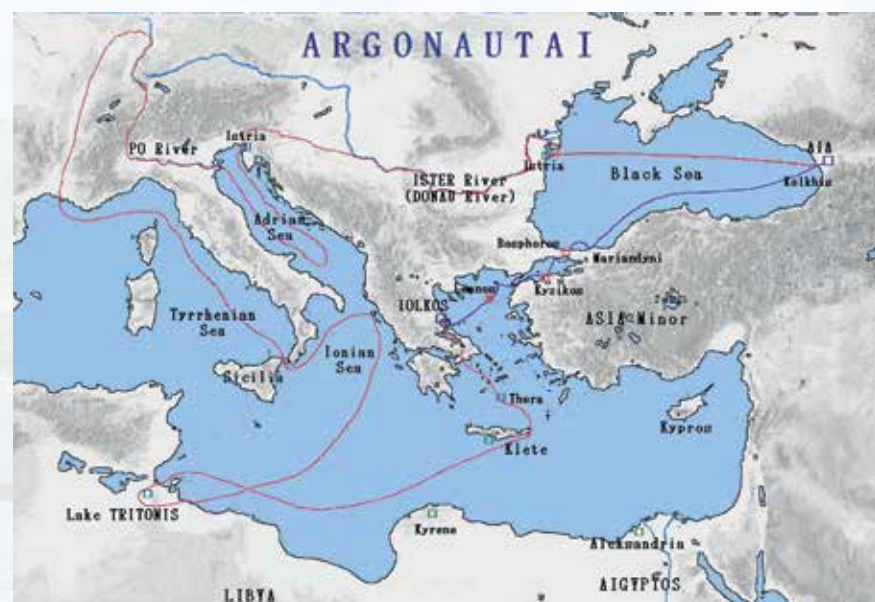 ARGONAUTAI
PO River
Istria
ISTER River
(DONAU River)
Istria
Black Sea
AIA
Kolkhis
Adrian
Sea
Bosphoros
Mariandyni
Lemnos
Kyzikos
IOLKOS
ASIA Minor
Tyrrhenian
Sea
Ionian
Sea
Sicilia
Thera
Klete
Kypros
Lake TRITONIS
Kyrene
Aleksandria
LIBYA
AIGYPTOS